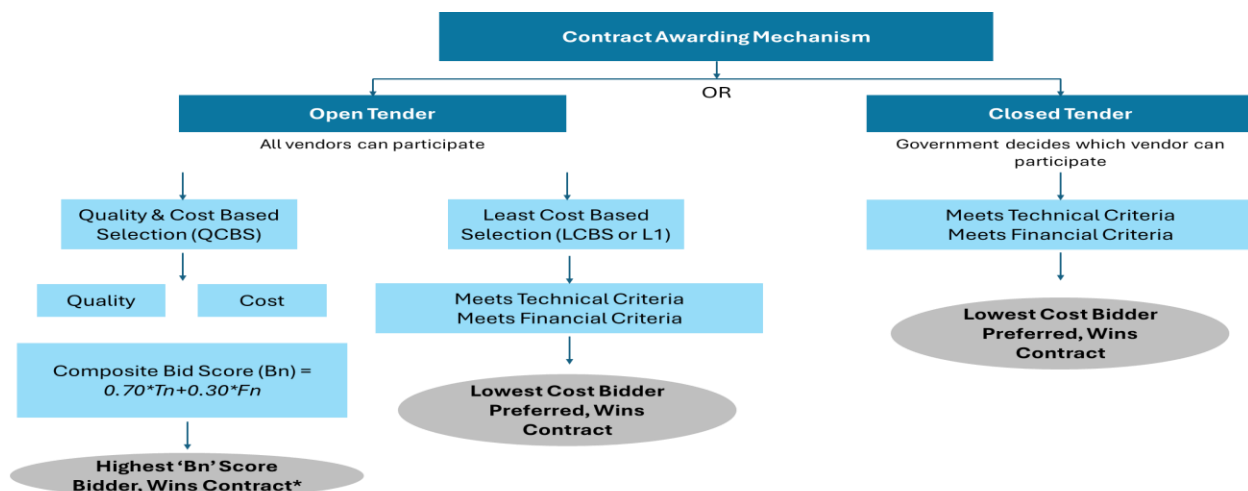 Contract Awarding Mechanism
OR
Open Tender
Closed Tender
All vendors can participate
Government decides which vendor can
participate
Quality & Cost Based
Selection (QCBS)
Least Cost Based
Selection (LCBS or L1)
Meets Technical Criteria
Meets Financial Criteria
Quality
Cost
Meets Technical Criteria
Meets Financial Criteria
Lowest Cost Bidder
Preferred, Wins
Contract
Composite Bid Score (Bn) =
0.70*Tn+0.30*Fn
Lowest Cost Bidder
Preferred, Wins
Contract
Highest ‘Bn’ Score
Bidder, Wins Contract*